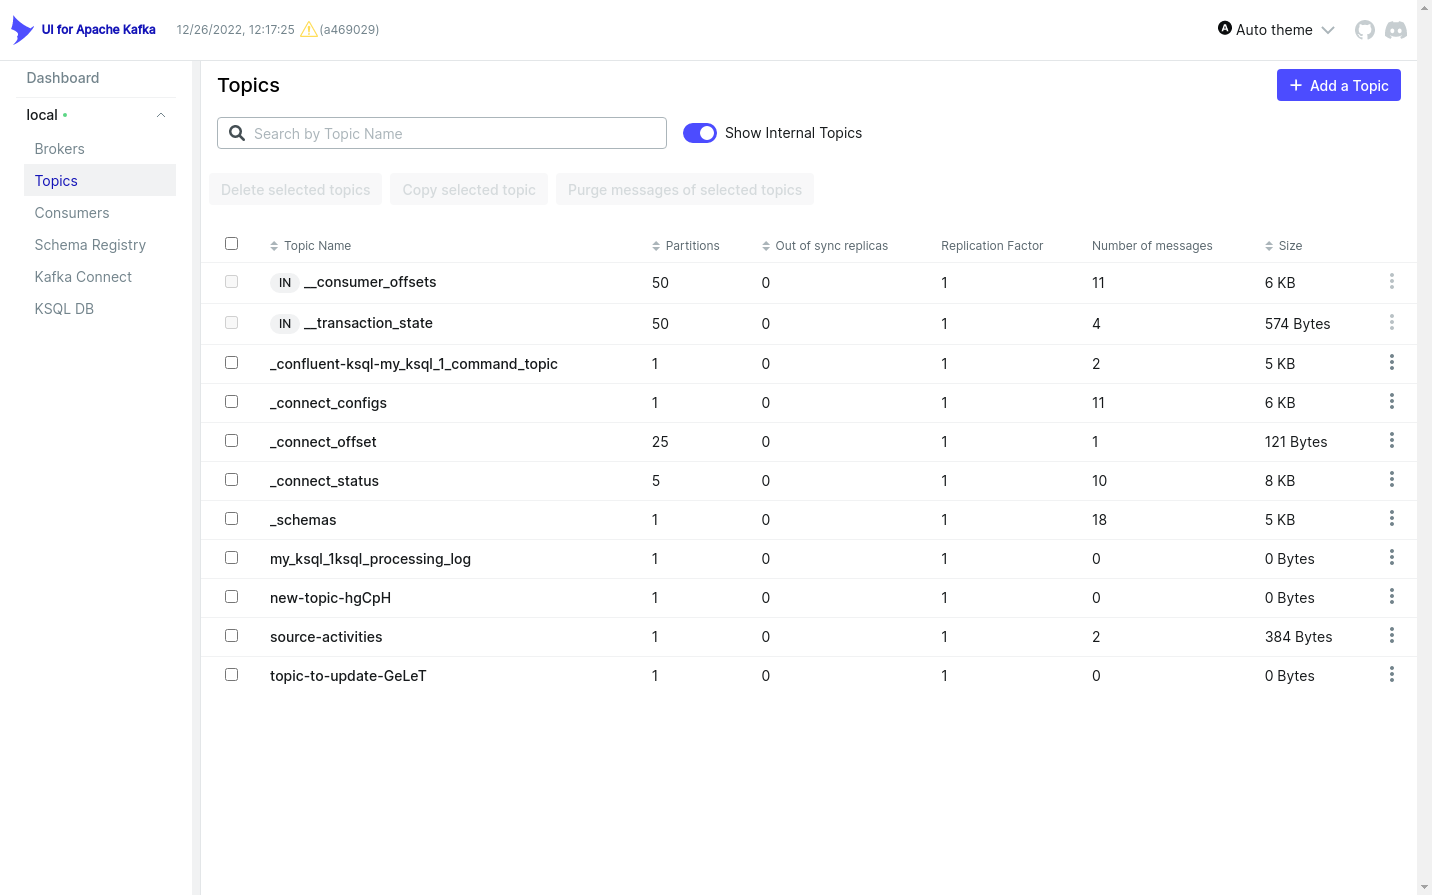 UI for Apache Kafka 12/26/2022, 12:17:25 (a469029) Auto theme
Dashboard
local
Brokers
Topics
Consumers
Schema Registry
Kafka Connect
KSQL DB
Topics
Add a Topic
Search by Topic Name Show Internal Topics
Delete selected topics Copy selected topic Purge messages of selected topics
Topic Name Partitions Out of sync replicas Replication Factor Number of messages Size
IN __consumer_offsets 50 0 1 11 6 KB
IN __transaction_state 50 0 1 4 574 Bytes
_confluent-ksql-my_ksql_1_command_topic 1 0 1 2 5 KB
_connect_configs 1 0 1 11 6 KB
_connect_offset 25 0 1 1 121 Bytes
_connect_status 5 0 1 10 8 KB
_schemas 1 0 1 18 5 KB
my_ksql_1ksql_processing_log 1 0 1 0 0 Bytes
new-topic-hgCpH 1 0 1 0 0 Bytes
source-activities 1 0 1 2 384 Bytes
topic-to-update-GeLeT 1 0 1 0 0 Bytes